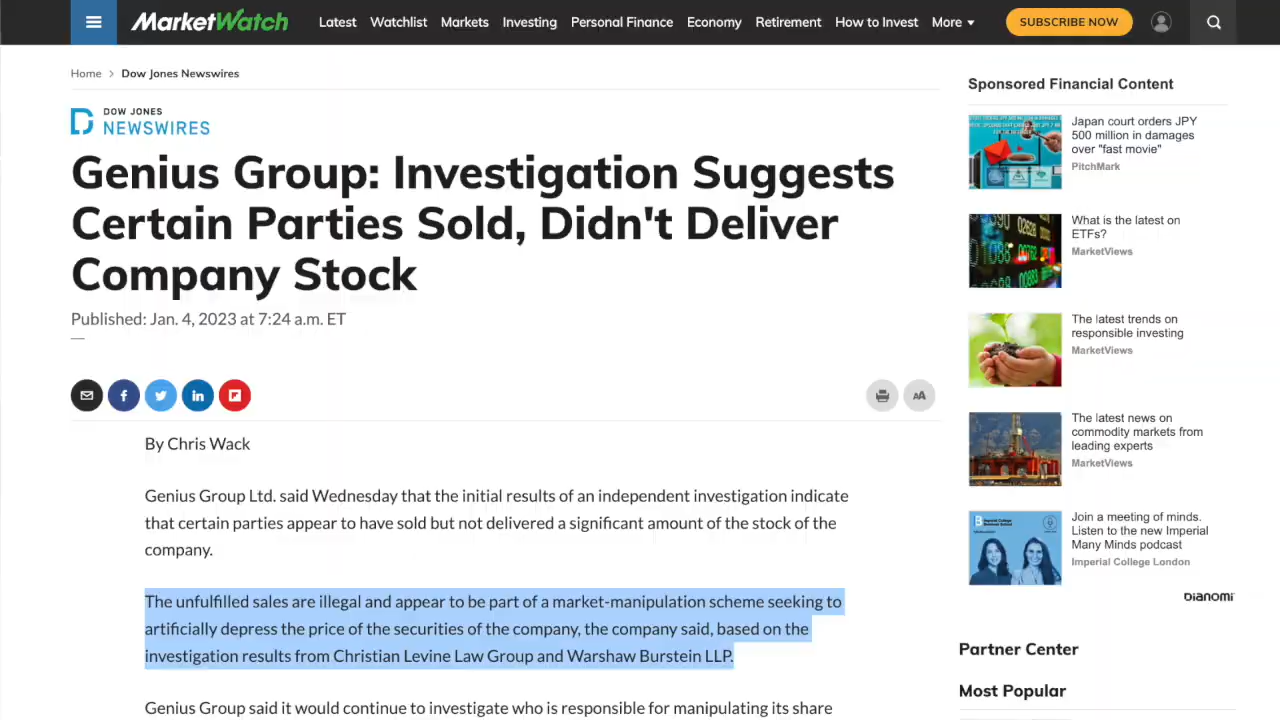 MarketWatch Latest Watchlist Markets Investing Personal Finance Economy Retirement How to Invest More SUBSCRIBE NOW
Home > Dow Jones Newswires
DOW JONES
NEWSWIRES
Genius Group: Investigation Suggests
Certain Parties Sold, Didn't Deliver
Company Stock
Published: Jan. 4, 2023 at 7:24 a.m. ET
By Chris Wack
Genius Group Ltd. said Wednesday that the initial results of an independent investigation indicate
that certain parties appear to have sold but not delivered a significant amount of the stock of the
company.
The unfulfilled sales are illegal and appear to be part of a market-manipulation scheme seeking to
artificially depress the price of the securities of the company, the company said, based on the
investigation results from Christian Levine Law Group and Warshaw Burstein LLP.
Genius Group said it would continue to investigate who is responsible for manipulating its share
Sponsored Financial Content
Japan court orders JPY
500 million in damages
over "fast movie"
PitchMark
What is the latest on
ETFs?
MarketViews
The latest trends on
responsible investing
MarketViews
The latest news on
commodity markets from
leading experts
MarketViews
Join a meeting of minds.
Listen to the new Imperial
Many Minds podcast
Imperial College London
bianomi
Partner Center
Most Popular